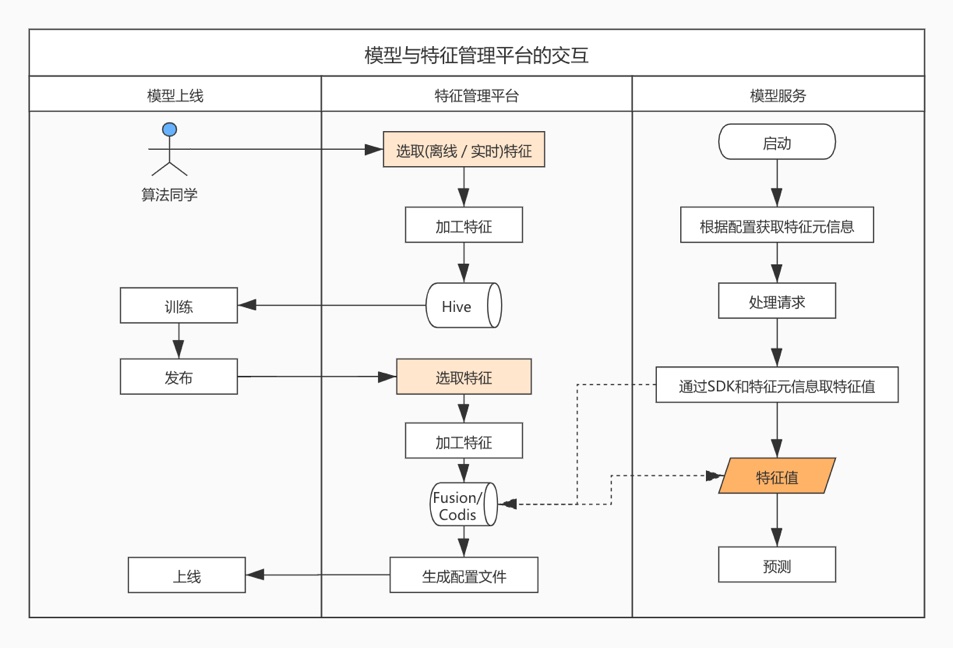 模型与特征管理平台的交互
模型上线
特征管理平台
模型服务
算法同学
选取(离线 / 实时)特征
加工特征
Hive
训练
发布
选取特征
加工特征
Fusion/
Codis
生成配置文件
上线
启动
根据配置获取特征元信息
处理请求
通过SDK和特征元信息取特征值
特征值
预测